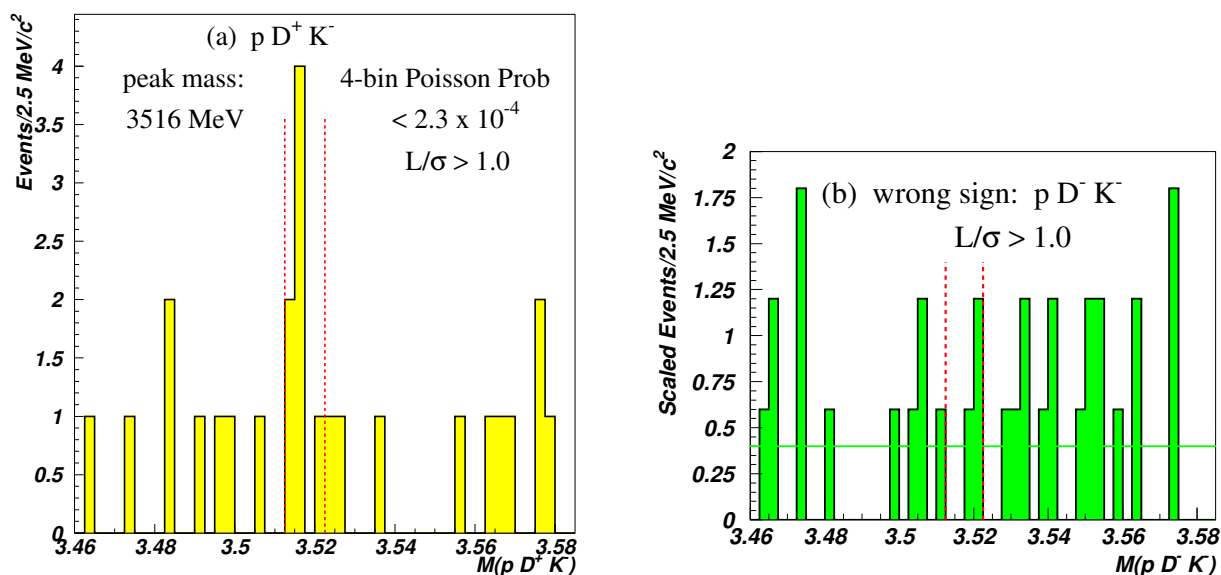 (a) p D⁺ K⁻
peak mass:
3516 MeV
4-bin Poisson Prob
< 2.3 x 10⁻⁴
L/σ > 1.0
Events/2.5 MeV/c²
4
3.5
3
2.5
2
1.5
1
0.5
0
3.46 3.48 3.5 3.52 3.54 3.56 3.58
M(p D⁺ K⁻)
(b) wrong sign: p D⁻ K⁻
L/σ > 1.0
Scaled Events/2.5 MeV/c²
2
1.75
1.5
1.25
1
0.75
0.5
0.25
0
3.46 3.48 3.5 3.52 3.54 3.56 3.58
M(p D⁻ K⁻)